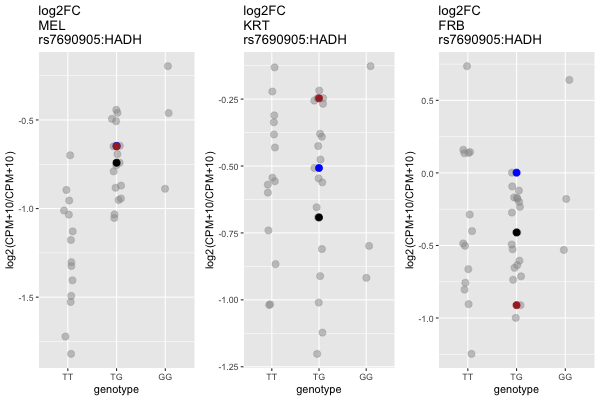 log2FC
MEL
rs7690905:HADH
log2(CPM+10/CPM+10)
-0.5
-1.0
-1.5
TT TG GG
genotype
log2FC
KRT
rs7690905:HADH
log2(CPM+10/CPM+10)
-0.25
-0.50
-0.75
-1.00
-1.25
TT TG GG
genotype
log2FC
FRB
rs7690905:HADH
log2(CPM+10/CPM+10)
0.5
0.0
-0.5
-1.0
TT TG GG
genotype